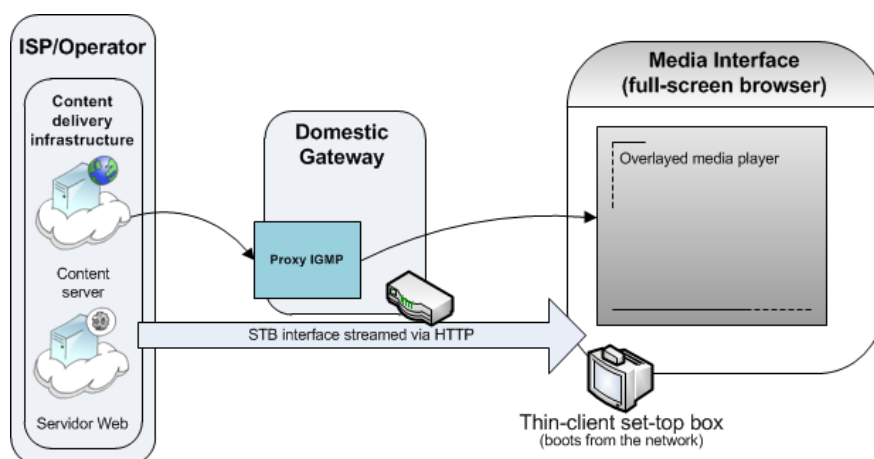 ISP/Operator
Content
delivery
infrastructure
Content
server
Servidor Web
Domestic
Gateway
Proxy IGMP
STB interface streamed via HTTP
Media Interface
(full-screen browser)
Overlayed media player
Thin-client set-top box
(boots from the network)